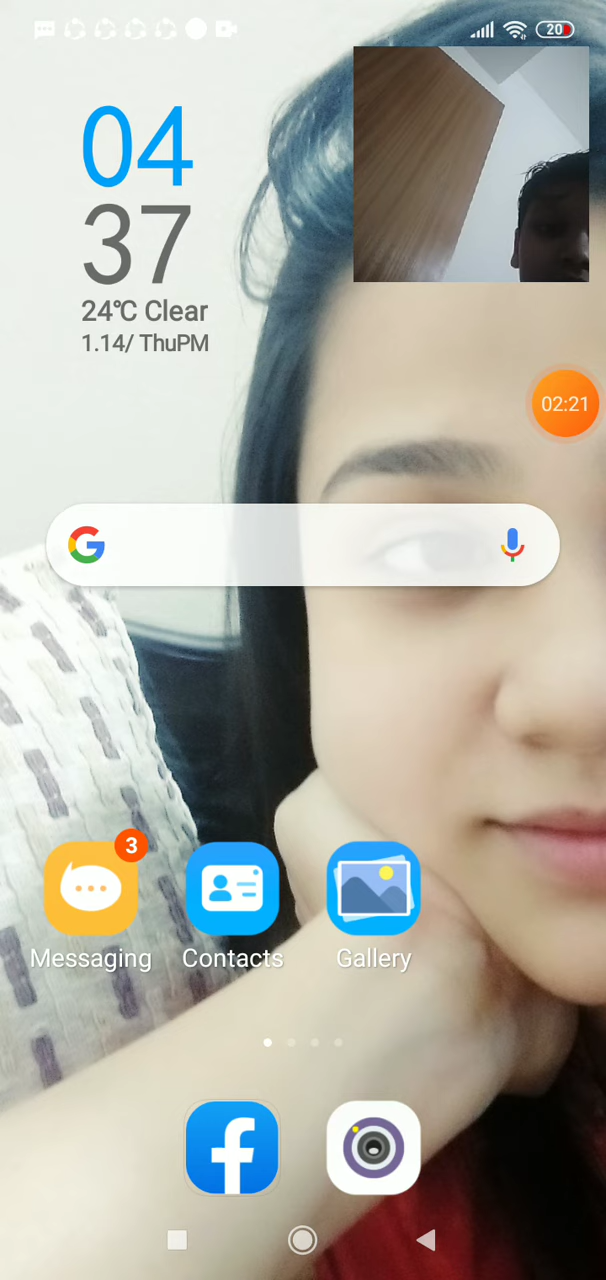 20
04
37
24℃ Clear
1.14/ ThuPM
02:21
3
Messaging
Contacts
Gallery